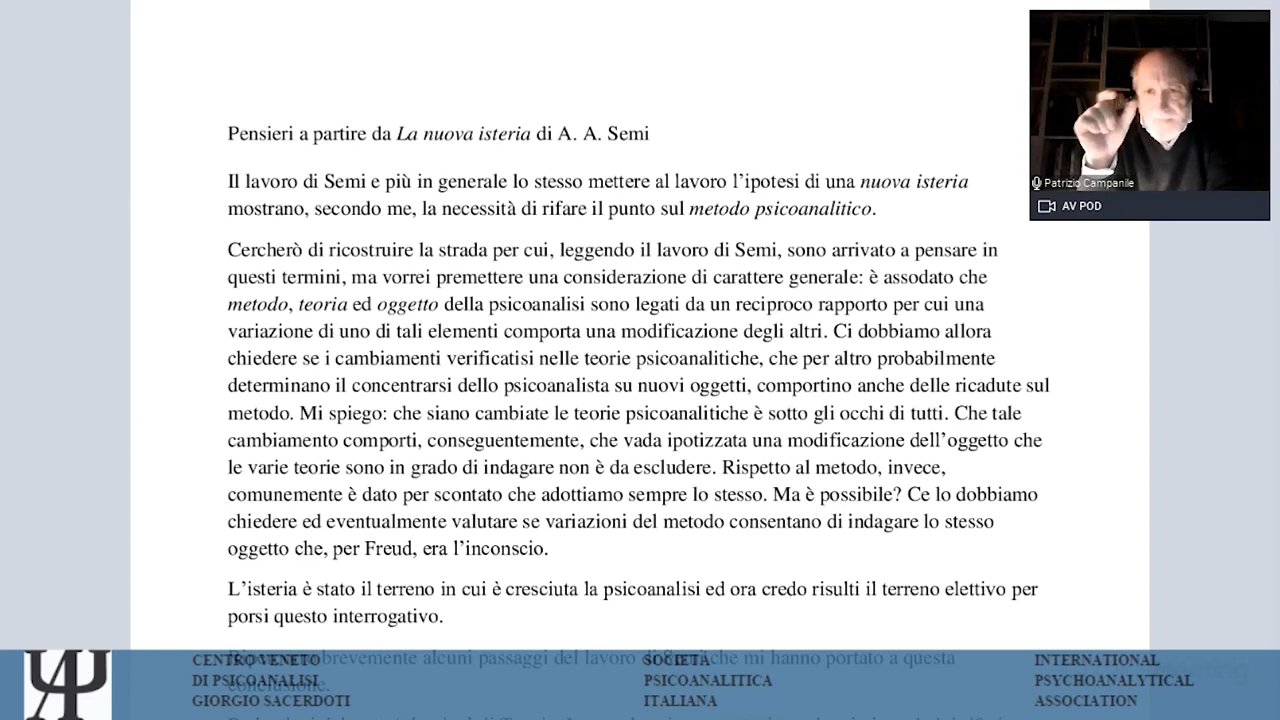 Pensieri a partire da La nuova isteria di A. A. Semi
Il lavoro di Semi e più in generale lo stesso mettere al lavoro l’ipotesi di una nuova isteria
mostrano, secondo me, la necessità di rifare il punto sul metodo psicoanalitico.
Cercherò di ricostruire la strada per cui, leggendo il lavoro di Semi, sono arrivato a pensare in
questi termini, ma vorrei premettere una considerazione di carattere generale: è assodato che
metodo, teoria ed oggetto della psicoanalisi sono legati da un reciproco rapporto per cui una
variazione di uno di tali elementi comporta una modificazione degli altri. Ci dobbiamo allora
chiedere se i cambiamenti verificatisi nelle teorie psicoanalitiche, che per altro probabilmente
determinano il concentrarsi dello psicoanalista su nuovi oggetti, comportino anche delle ricadute sul
metodo. Mi spiego: che siano cambiate le teorie psicoanalitiche è sotto gli occhi di tutti. Che tale
cambiamento comporti, conseguentemente, che vada ipotizzata una modificazione dell’oggetto che
le varie teorie sono in grado di indagare non è da escludere. Rispetto al metodo, invece,
comunemente è dato per scontato che adottiamo sempre lo stesso. Ma è possibile? Ce lo dobbiamo
chiedere ed eventualmente valutare se variazioni del metodo consentano di indagare lo stesso
oggetto che, per Freud, era l’inconscio.
L’isteria è stato il terreno in cui è cresciuta la psicoanalisi ed ora credo risulti il terreno elettivo per
porsi questo interrogativo.
brevemente alcuni passaggi del lavoro di che mi hanno portato a questa
conclusione.
Patrizio Campanile
AV POD
CENTRO VENETO
DI PSICOANALISI
GIORGIO SACERDOTI
SOCIETÀ
PSICOANALITICA
ITALIANA
INTERNATIONAL
PSYCHOANALYTICAL
ASSOCIATION